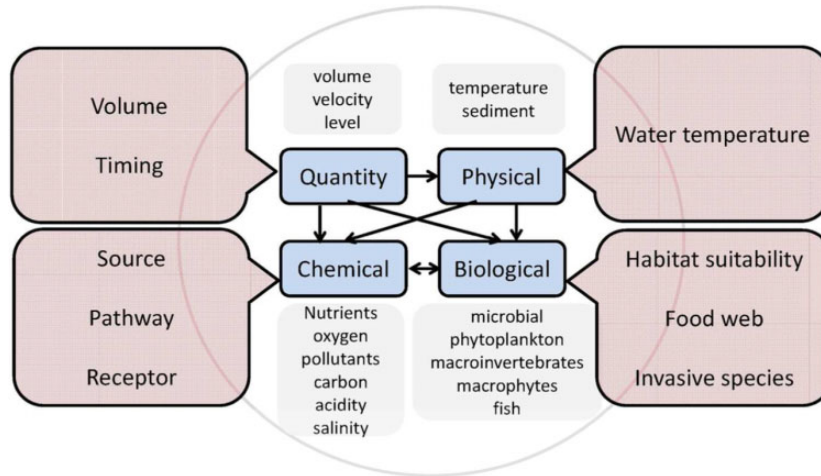 Volume
Timing
volume
velocity
level
temperature
sediment
Water temperature
Quantity
Physical
Source
Pathway
Receptor
Chemical
Biological
Habitat suitability
Food web
Invasive species
Nutrients
oxygen
pollutants
carbon
acidity
salinity
microbial
phytoplankton
macroinvertebrates
macrophytes
fish